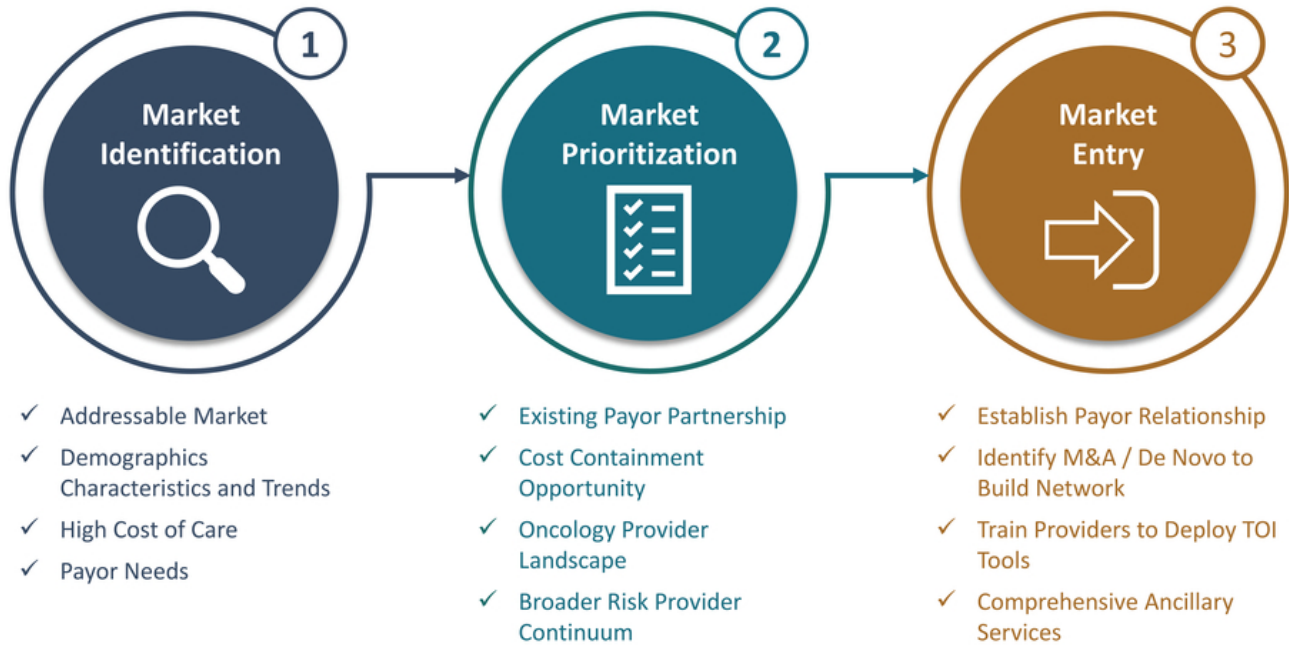 1
Market
Identification
✓ Addressable Market
✓ Demographics
Characteristics and Trends
✓ High Cost of Care
✓ Payor Needs
2
Market
Prioritization
✓ Existing Payor Partnership
✓ Cost Containment
Opportunity
✓ Oncology Provider
Landscape
✓ Broader Risk Provider
Continuum
3
Market
Entry
✓ Establish Payor Relationship
✓ Identify M&A / De Novo to
Build Network
✓ Train Providers to Deploy TOI
Tools
✓ Comprehensive Ancillary
Services